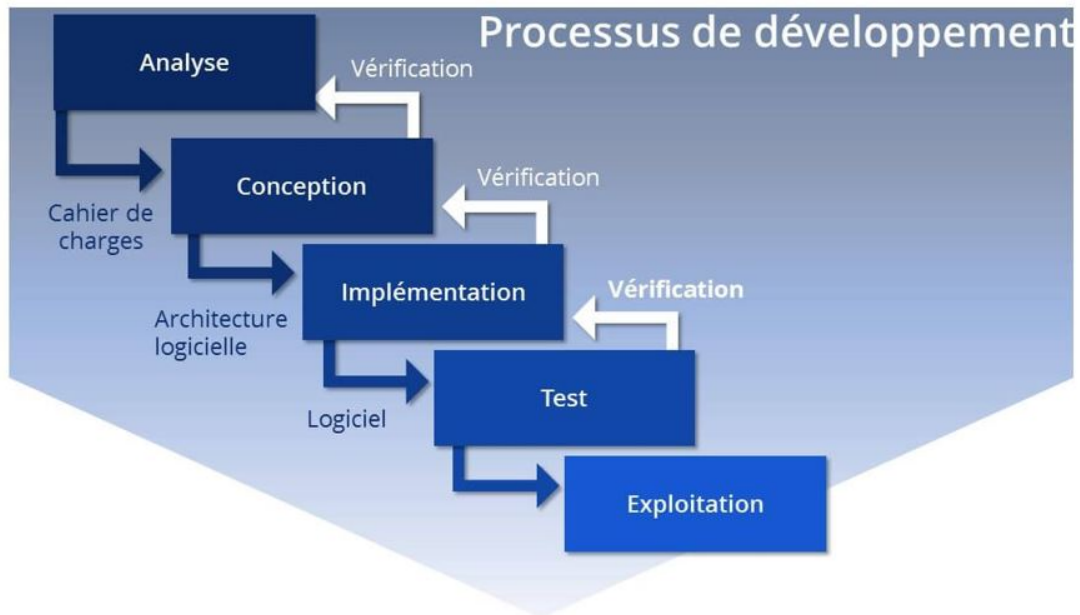 Processus de développement
Analyse
Vérification
Conception
Vérification
Cahier de
charges
Implémentation
Vérification
Architecture
logicielle
Test
Logiciel
Exploitation